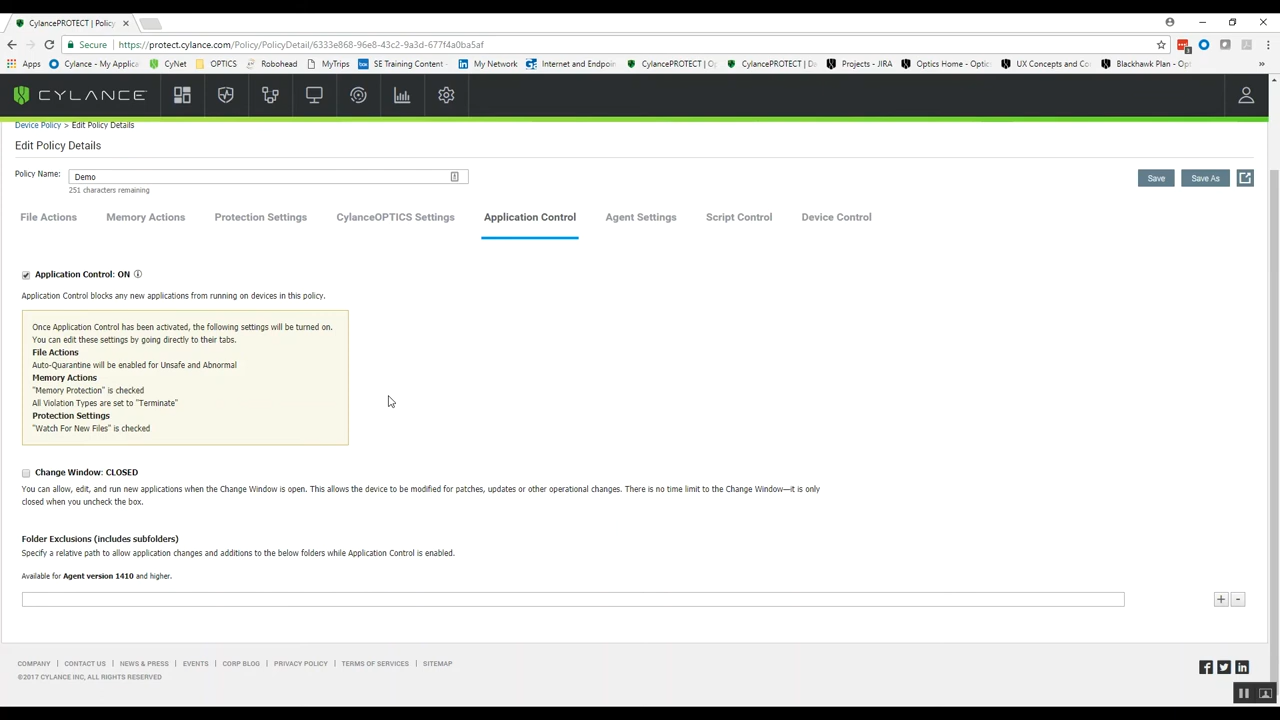 CylancePROTECT | Policy
Secure
https://protect.cylance.com/Policy/PolicyDetail/6333e868-96e8-43c2-9a3d-677f4a0ba5af
Apps Cylance - My Applica CyNet OPTICS Robohead MyTrips SE Training Content My Network Internet and Endpoin CylancePROTECT | O CylancePROTECT | De Projects - JIRA Optics Home - Optic UX Concepts and Co Blackhawk Plan - Opt »
CYLANCE
Device Policy > Edit Policy Details
Edit Policy Details
Policy Name: Demo
Save Save As
251 characters remaining
File Actions Memory Actions Protection Settings CylanceOPTICS Settings Application Control Agent Settings Script Control Device Control
Application Control: ON
Application Control blocks any new applications from running on devices in this policy.
Once Application Control has been activated, the following settings will be turned on.
You can edit these settings by going directly to their tabs.
File Actions
Auto-Quarantine will be enabled for Unsafe and Abnormal
Memory Actions
"Memory Protection" is checked
All Violation Types are set to "Terminate"
Protection Settings
"Watch For New Files" is checked
Change Window: CLOSED
You can allow, edit, and run new applications when the Change Window is open. This allows the device to be modified for patches, updates or other operational changes. There is no time limit to the Change Window—it is only
closed when you uncheck the box.
Folder Exclusions (includes subfolders)
Specify a relative path to allow application changes and additions to the below folders while Application Control is enabled.
Available for Agent version 1410 and higher.
+ -
COMPANY | CONTACT US | NEWS & PRESS | EVENTS | CORP BLOG | PRIVACY POLICY | TERMS OF SERVICES | SITEMAP
©2017 CYLANCE INC, ALL RIGHTS RESERVED